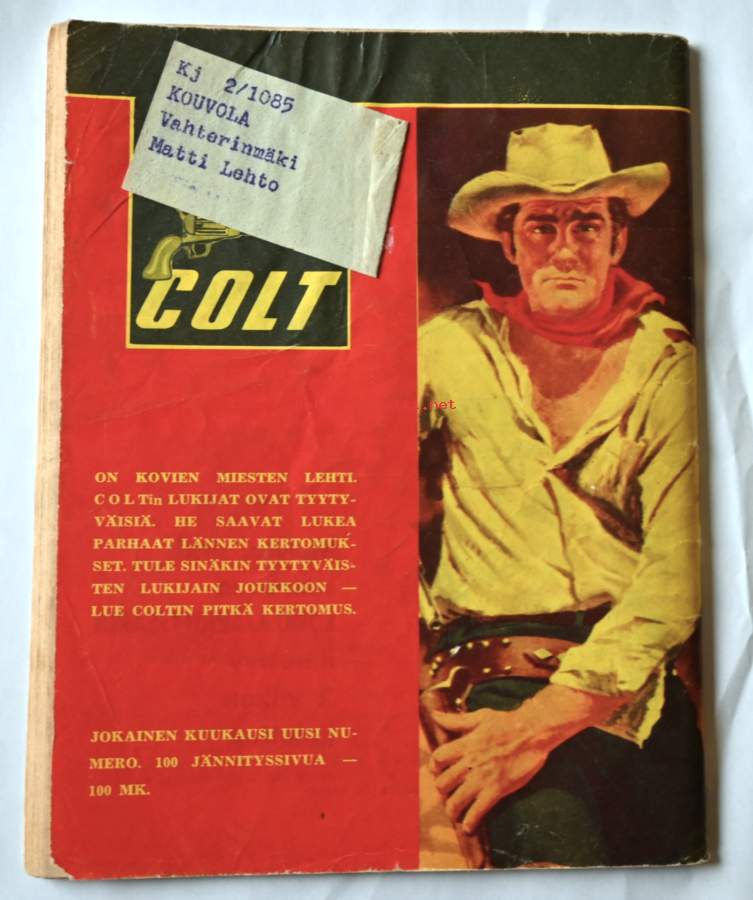 Kj 2/1085
KOUVOLA
Vahterinmäki
Matti Lehto
COLT
ON KOVIEN MIESTEN LEHTI.
COLTin LUKIJAT OVAT TYYTY-
VÄISIÄ. HE SAAVAT LUKEA
PARHAAT LÄNNEN KERTOMUK-
SET. TULE SINÄKIN TYYTYVÄIS-
TEN LUKIJAIN JOUKKOON —
LUE COLTIN PITKÄ KERTOMUS.
JOKAINEN KUUKAUSI UUSI NU-
MERO. 100 JÄNNITYSSIVUA —
100 MK.
.net